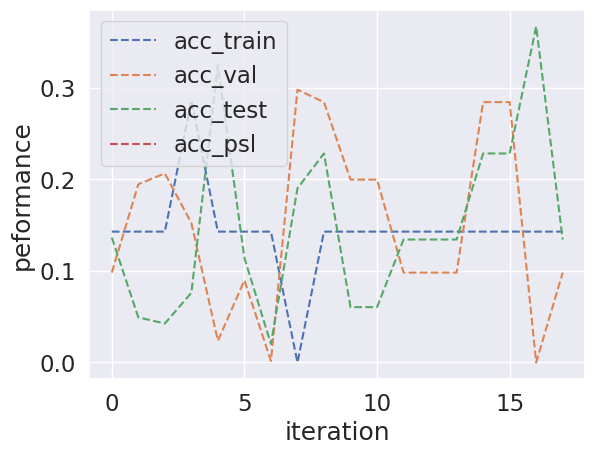 acc_train
acc_val
acc_test
acc_psl
0.3
0.2
0.1
0.0
peformance
0
5
10
15
iteration